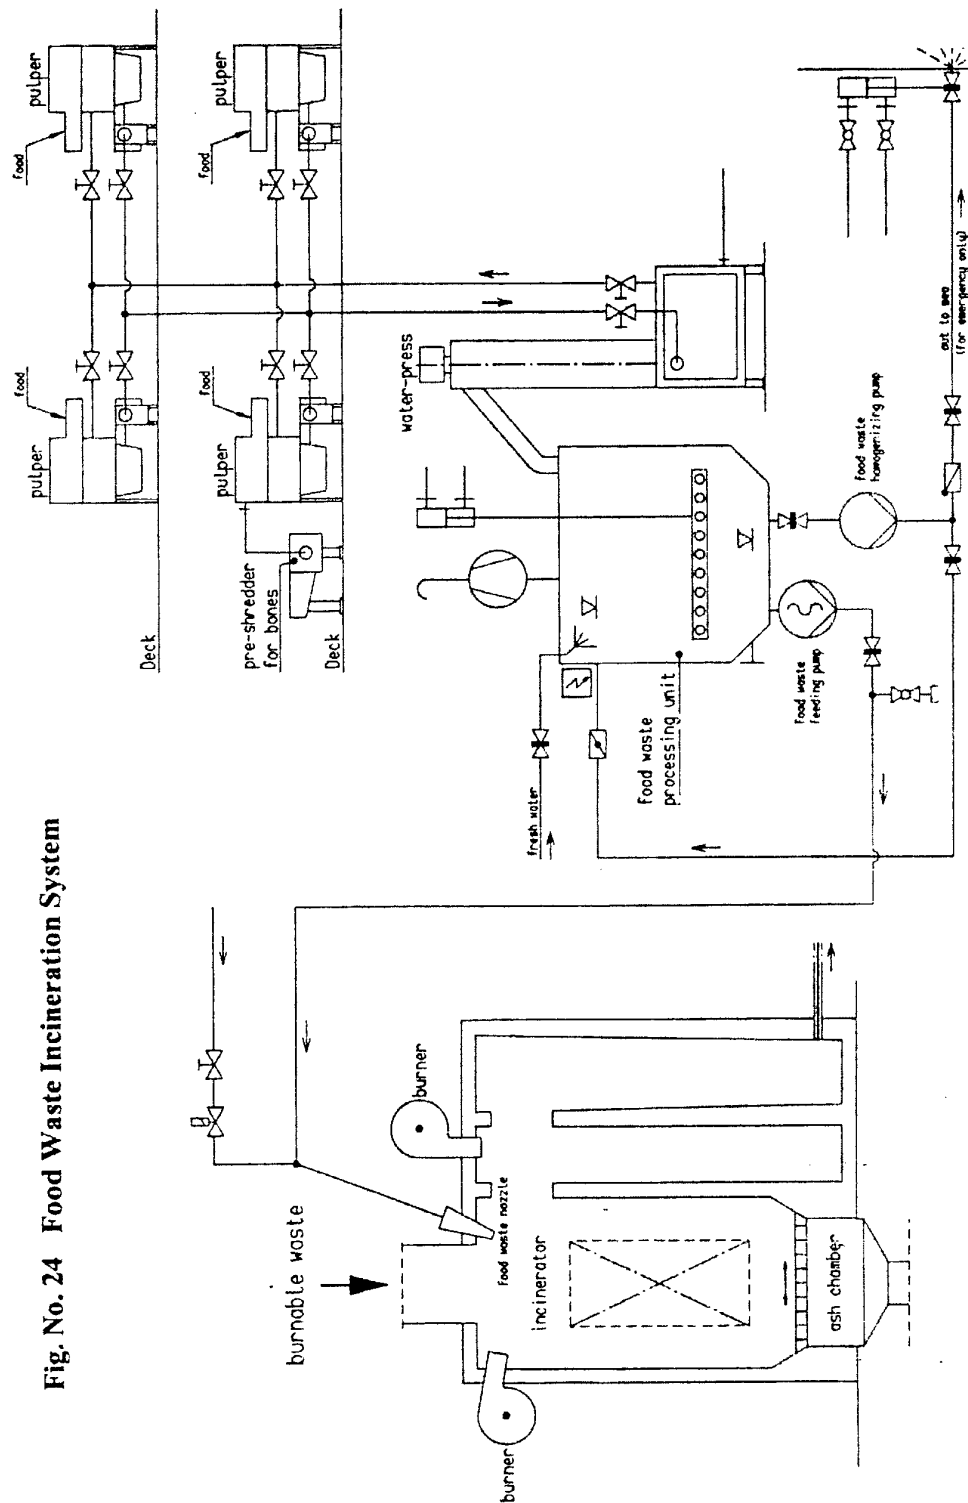 Fig. No. 24 Food Waste Incineration System
pulper
food
pulper
food
Deck
pulper
food
pulper
food
pre-shredder
for bones
Deck
water-press
fresh water
food waste
processing unit
food waste
feeding pump
food waste
homogenizing pump
out to sea
(for emergency only)
burnable waste
burner
burner
food waste nozzle
incinerator
ash chamber